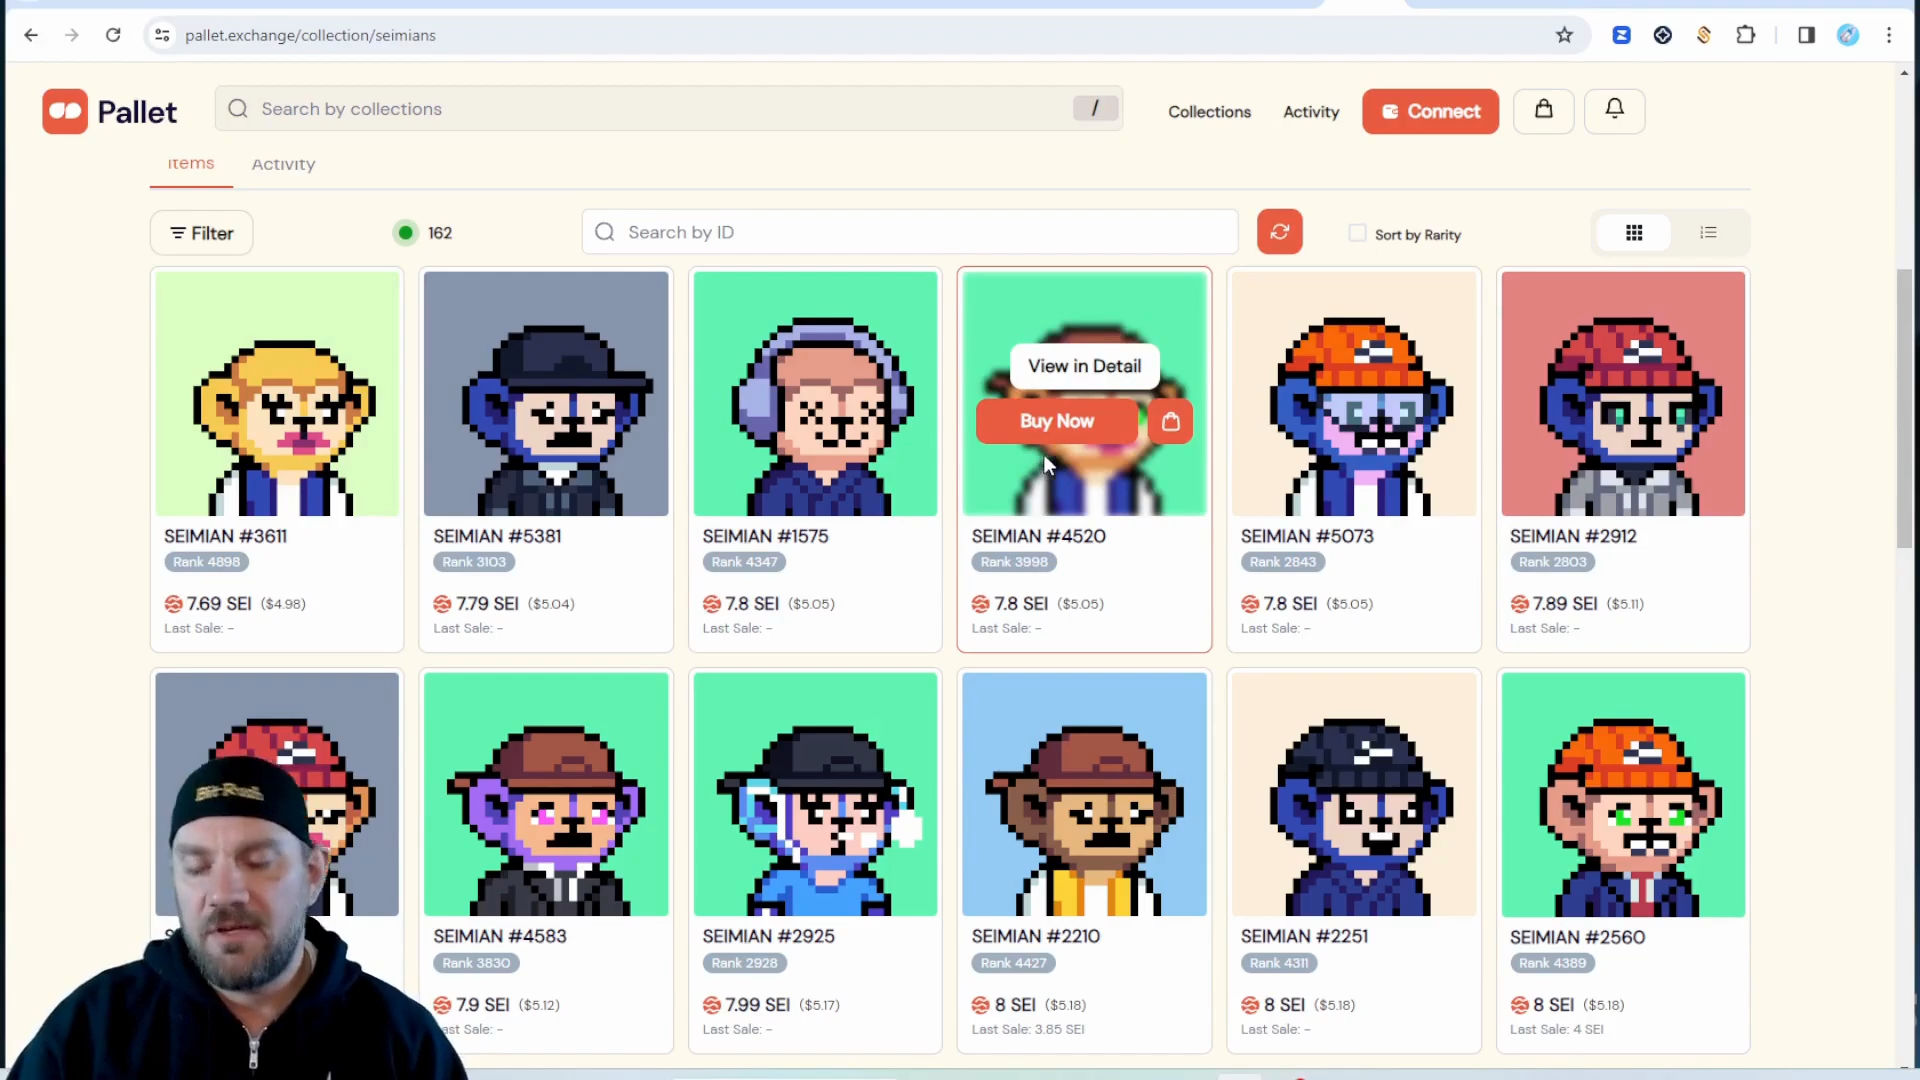 pallet.exchange/collection/seimians
Pallet
Search by collections
/
Collections
Activity
Connect
Items
Activity
Filter
162
Search by ID
Sort by Rarity
View in Detail
Buy Now
SEIMIAN #3611
Rank 4898
7.69 SEI ($4.98)
Last Sale: -
SEIMIAN #5381
Rank 3103
7.79 SEI ($5.04)
Last Sale: -
SEIMIAN #1575
Rank 4347
7.8 SEI ($5.05)
Last Sale: -
SEIMIAN #4520
Rank 3998
7.8 SEI ($5.05)
Last Sale: -
SEIMIAN #5073
Rank 2843
7.8 SEI ($5.05)
Last Sale: -
SEIMIAN #2912
Rank 2803
7.89 SEI ($5.11)
Last Sale: -
SEIMIAN #4583
Rank 3830
7.9 SEI ($5.12)
ast Sale: -
SEIMIAN #2925
Rank 2928
7.99 SEI ($5.17)
Last Sale: -
SEIMIAN #2210
Rank 4427
8 SEI ($5.18)
Last Sale: 3.85 SEI
SEIMIAN #2251
Rank 4311
8 SEI ($5.18)
Last Sale: -
SEIMIAN #2560
Rank 4389
8 SEI ($5.18)
Last Sale: 4 SEI